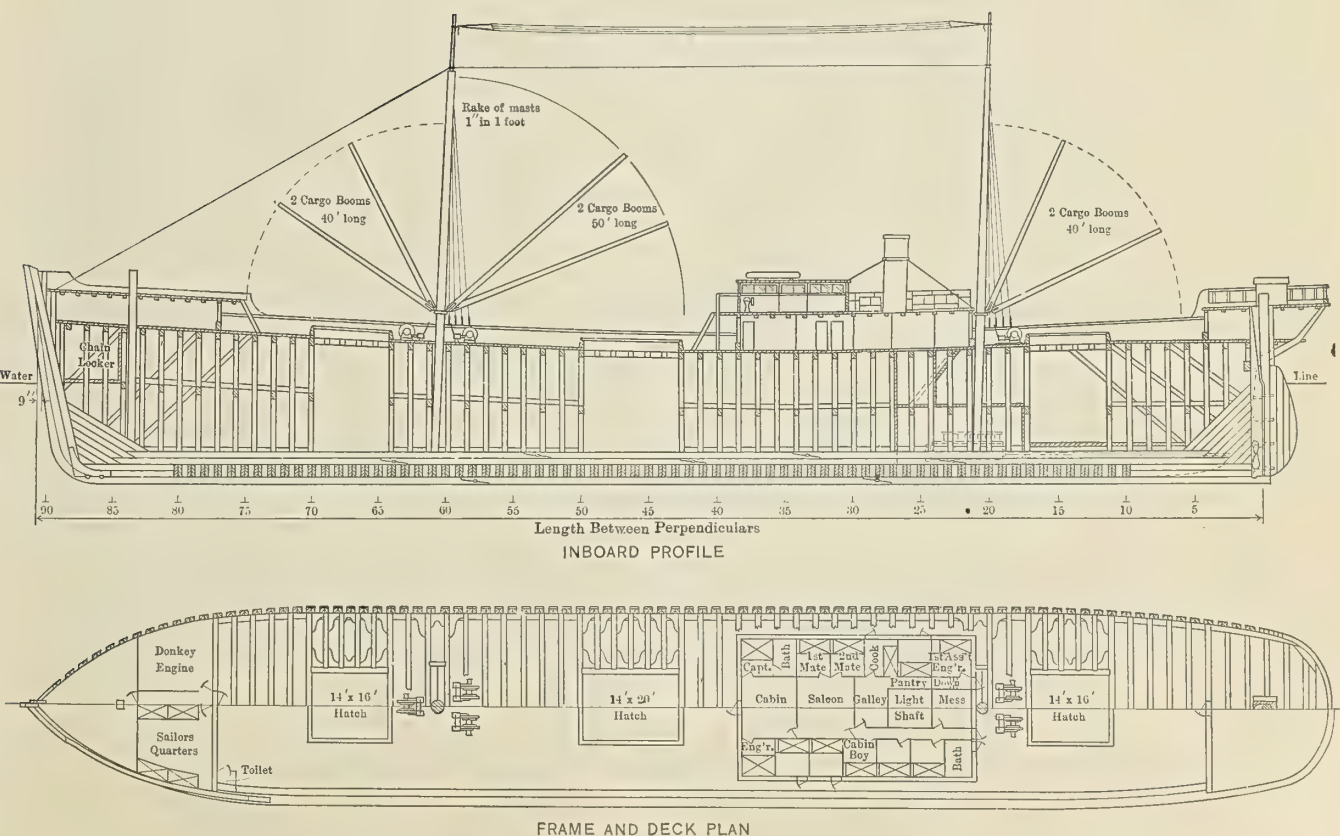 Rake of masts
1" in 1 foot
2 Cargo Booms
40' long
2 Cargo Booms
50' long
2 Cargo Booms
40' long
Chain
Locker
Water
Line
9"
90 85 80 75 70 65 60 55 50 45 40 35 30 25 20 15 10 5
Length Between Perpendiculars
INBOARD PROFILE
Donkey
Engine
Sailors
Quarters
Toilet
14' x 16'
Hatch
14' x 20'
Hatch
Capt.
Bath
1st
Mate
2nd
Mate
Cook
1st Ass't
Eng'r.
Pantry
Down
Cabin
Saloon
Galley
Light
Shaft
Mess
Eng'r.
Cabin
Boy
Bath
14' x 16'
Hatch
FRAME AND DECK PLAN